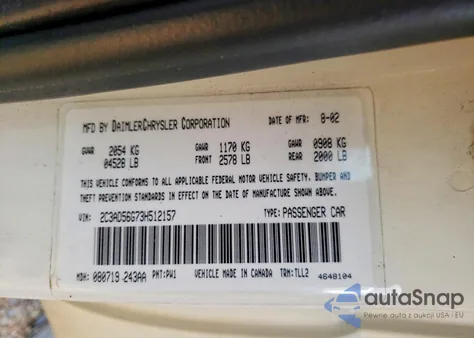 MFD BY DAIMLERCHRYSLER CORPORATION DATE OF MFR: 8-02
GVWR 2054 KG GAWR 1170 KG GAWR 0908 KG
04528 LB FRONT 2578 LB REAR 2000 LB
THIS VEHICLE CONFORMS TO ALL APPLICABLE FEDERAL MOTOR VEHICLE SAFETY, BUMPER AND
THEFT PREVENTION STANDARDS IN EFFECT ON THE DATE OF MANUFACTURE SHOWN ABOVE.
VIN: 2C3AD56G73H512157 TYPE: PASSENGER CAR
MDH: 080719 243AA PNT: PW1 VEHICLE MADE IN CANADA TRM: TLL2 4648104
autaSnap
Pewne auta z aukcji USA i EU